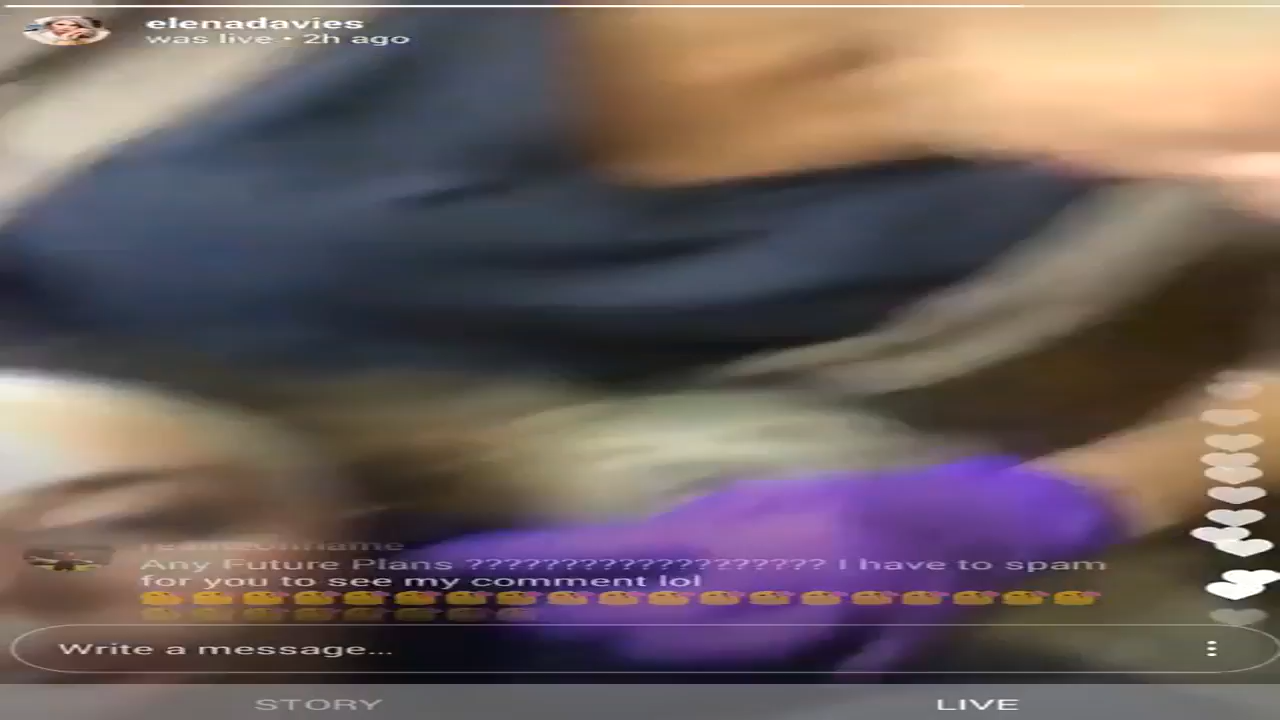 elenadavies
was live • 2h ago
Any Future Plans ??????????????????? I have to spam
for you to see my comment lol
Write a message...
STORY
LIVE